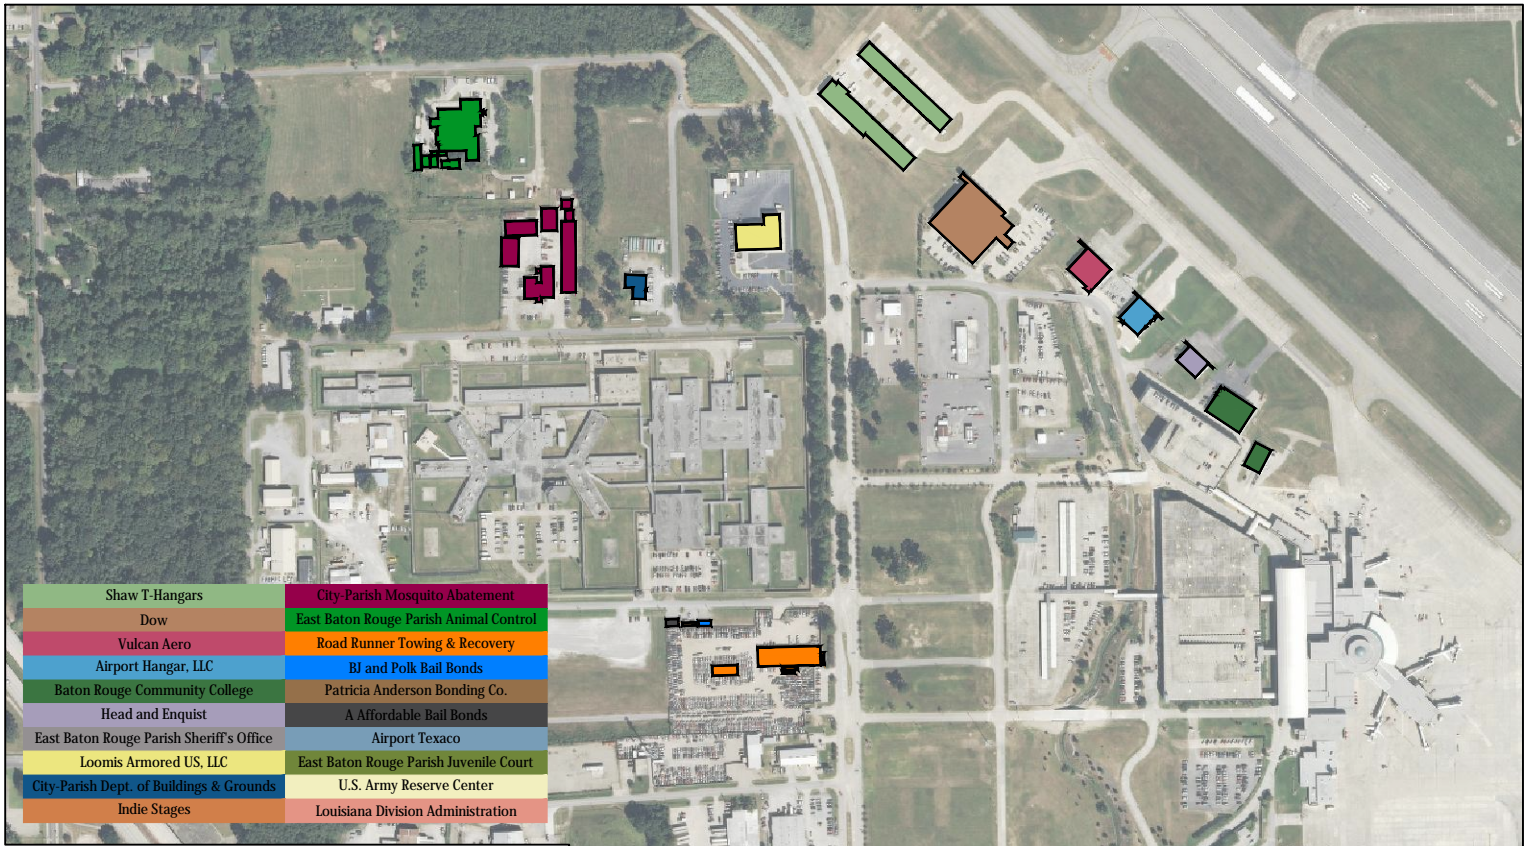 Shaw T-Hangars
City-Parish Mosquito Abatement
Dow
East Baton Rouge Parish Animal Control
Vulcan Aero
Road Runner Towing & Recovery
Airport Hangar, LLC
BJ and Polk Bail Bonds
Baton Rouge Community College
Patricia Anderson Bonding Co.
Head and Enquist
A Affordable Bail Bonds
East Baton Rouge Parish Sheriff's Office
Airport Texaco
Loomis Armored US, LLC
East Baton Rouge Parish Juvenile Court
City-Parish Dept. of Buildings & Grounds
U.S. Army Reserve Center
Indie Stages
Louisiana Division Administration